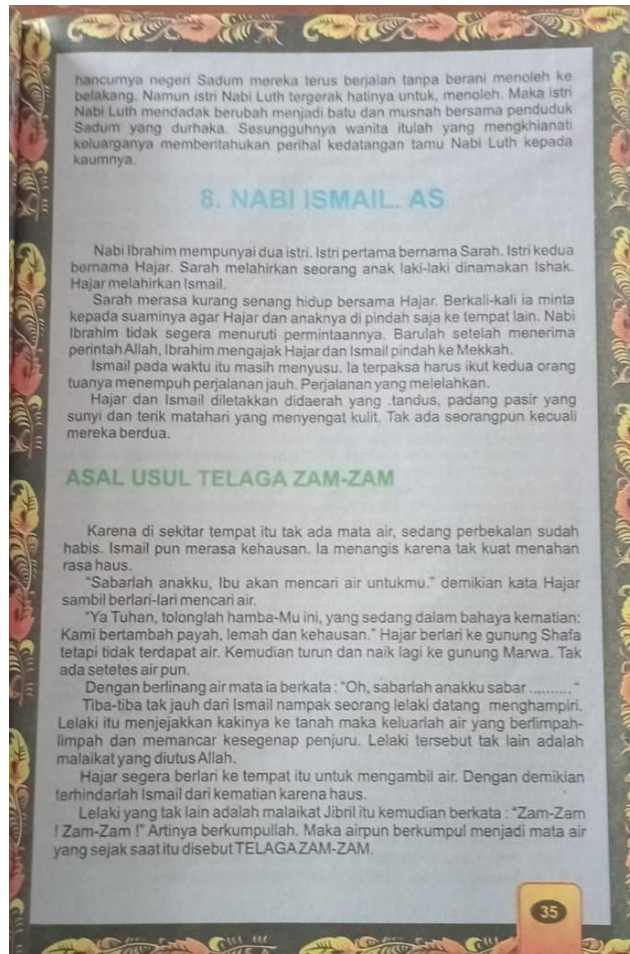 hancurnya negeri Sadum mereka terus berjalan tanpa berani menoleh ke
belakang. Namun istri Nabi Luth tergerak hatinya untuk, menoleh. Maka istri
Nabi Luth mendadak berubah menjadi batu dan musnah bersama penduduk
Sadum yang durhaka. Sesungguhnya wanita itulah yang mengkhianati
keluarganya memberitahukan perihal kedatangan tamu Nabi Luth kepada
kaumnya.
8. NABI ISMAIL. AS
Nabi Ibrahim mempunyai dua istri. Istri pertama bernama Sarah. Istri kedua
bernama Hajar. Sarah melahirkan seorang anak laki-laki dinamakan Ishak.
Hajar melahirkan Ismail.
Sarah merasa kurang senang hidup bersama Hajar. Berkali-kali ia minta
kepada suaminya agar Hajar dan anaknya di pindah saja ke tempat lain. Nabi
Ibrahim tidak segera menuruti permintaannya. Barulah setelah menerima
perintah Allah, Ibrahim mengajak Hajar dan Ismail pindah ke Mekkah.
Ismail pada waktu itu masih menyusu. Ia terpaksa harus ikut kedua orang
tuanya menempuh perjalanan jauh. Perjalanan yang melelahkan.
Hajar dan Ismail diletakkan didaerah yang .tandus, padang pasir yang
sunyi dan terik matahari yang menyengat kulit. Tak ada seorangpun kecuali
mereka berdua.
ASAL USUL TELAGA ZAM-ZAM
Karena di sekitar tempat itu tak ada mata air, sedang perbekalan sudah
habis. Ismail pun merasa kehausan. Ia menangis karena tak kuat menahan
rasa haus.
"Sabarlah anakku, Ibu akan mencari air untukmu." demikian kata Hajar
sambil berlari-lari mencari air.
"Ya Tuhan, tolonglah hamba-Mu ini, yang sedang dalam bahaya kematian:
Kami bertambah payah, lemah dan kehausan." Hajar berlari ke gunung Shafa
tetapi tidak terdapat air. Kemudian turun dan naik lagi ke gunung Marwa. Tak
ada setetes air pun.
Dengan berlinang air mata ia berkata : "Oh, sabarlah anakku sabar .......... "
Tiba-tiba tak jauh dari Ismail nampak seorang lelaki datang menghampiri.
Lelaki itu menjejakkan kakinya ke tanah maka keluarlah air yang berlimpah-
limpah dan memancar kesegenap penjuru. Lelaki tersebut tak lain adalah
malaikat yang diutus Allah.
Hajar segera berlari ke tempat itu untuk mengambil air. Dengan demikian
terhindarlah Ismail dari kematian karena haus.
Lelaki yang tak lain adalah malaikat Jibril itu kemudian berkata : "Zam-Zam
! Zam-Zam !" Artinya berkumpullah. Maka airpun berkumpul menjadi mata air
yang sejak saat itu disebut TELAGA ZAM-ZAM.
35